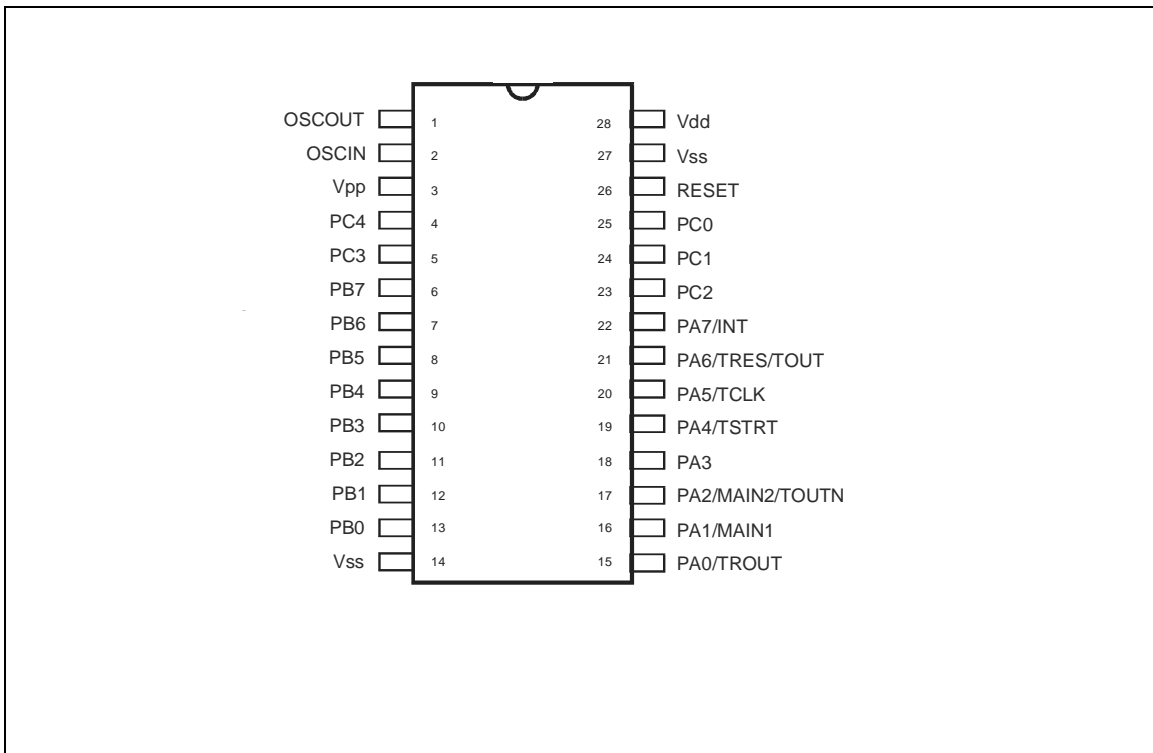 OSCOUT 1 28 Vdd
OSCIN 2 27 Vss
Vpp 3 26 RESET
PC4 4 25 PC0
PC3 5 24 PC1
PB7 6 23 PC2
PB6 7 22 PA7/INT
PB5 8 21 PA6/TRES/TOUT
PB4 9 20 PA5/TCLK
PB3 10 19 PA4/TSTRT
PB2 11 18 PA3
PB1 12 17 PA2/MAIN2/TOUTN
PB0 13 16 PA1/MAIN1
Vss 14 15 PA0/TROUT